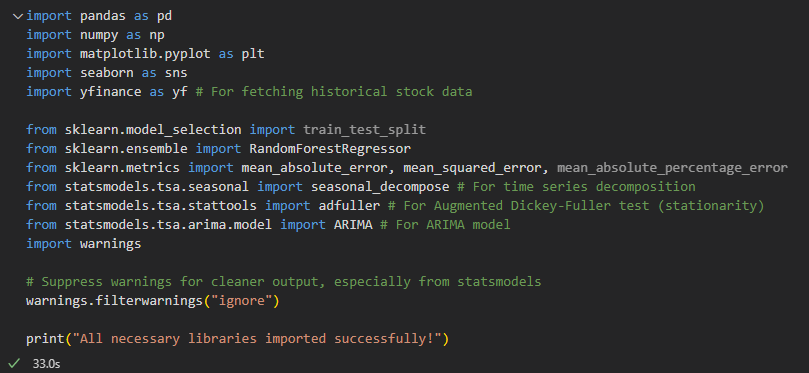 import pandas as pd
import numpy as np
import matplotlib.pyplot as plt
import seaborn as sns
import yfinance as yf # For fetching historical stock data
from sklearn.model_selection import train_test_split
from sklearn.ensemble import RandomForestRegressor
from sklearn.metrics import mean_absolute_error, mean_squared_error, mean_absolute_percentage_error
from statsmodels.tsa.seasonal import seasonal_decompose # For time series decomposition
from statsmodels.tsa.stattools import adfuller # For Augmented Dickey-Fuller test (stationarity)
from statsmodels.tsa.arima.model import ARIMA # For ARIMA model
import warnings
# Suppress warnings for cleaner output, especially from statsmodels
warnings.filterwarnings("ignore")
print("All necessary libraries imported successfully!")
33.0s